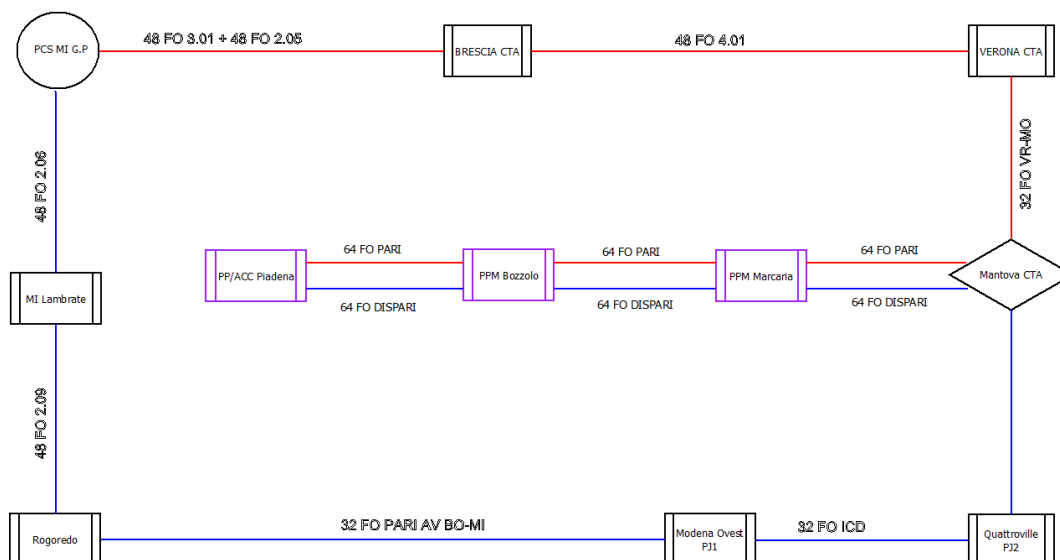 48 FO 3.01 + 48 FO 2.05
48 FO 4.01
PCS MI G.P
BRESCIA CTA
VERONA CTA
48 FO 2.06
32 FO VR-MO
64 FO PARI
64 FO PARI
64 FO PARI
PP/ACC Piadena
PPM Bozzolo
PPM Marcaria
Mantova CTA
MI Lambrate
64 FO DISPARI
64 FO DISPARI
64 FO DISPARI
48 FO 2.09
32 FO PARI AV BO-MI
32 FO ICD
Rogoredo
Modena Ovest
PJ1
Quattroville
PJ2